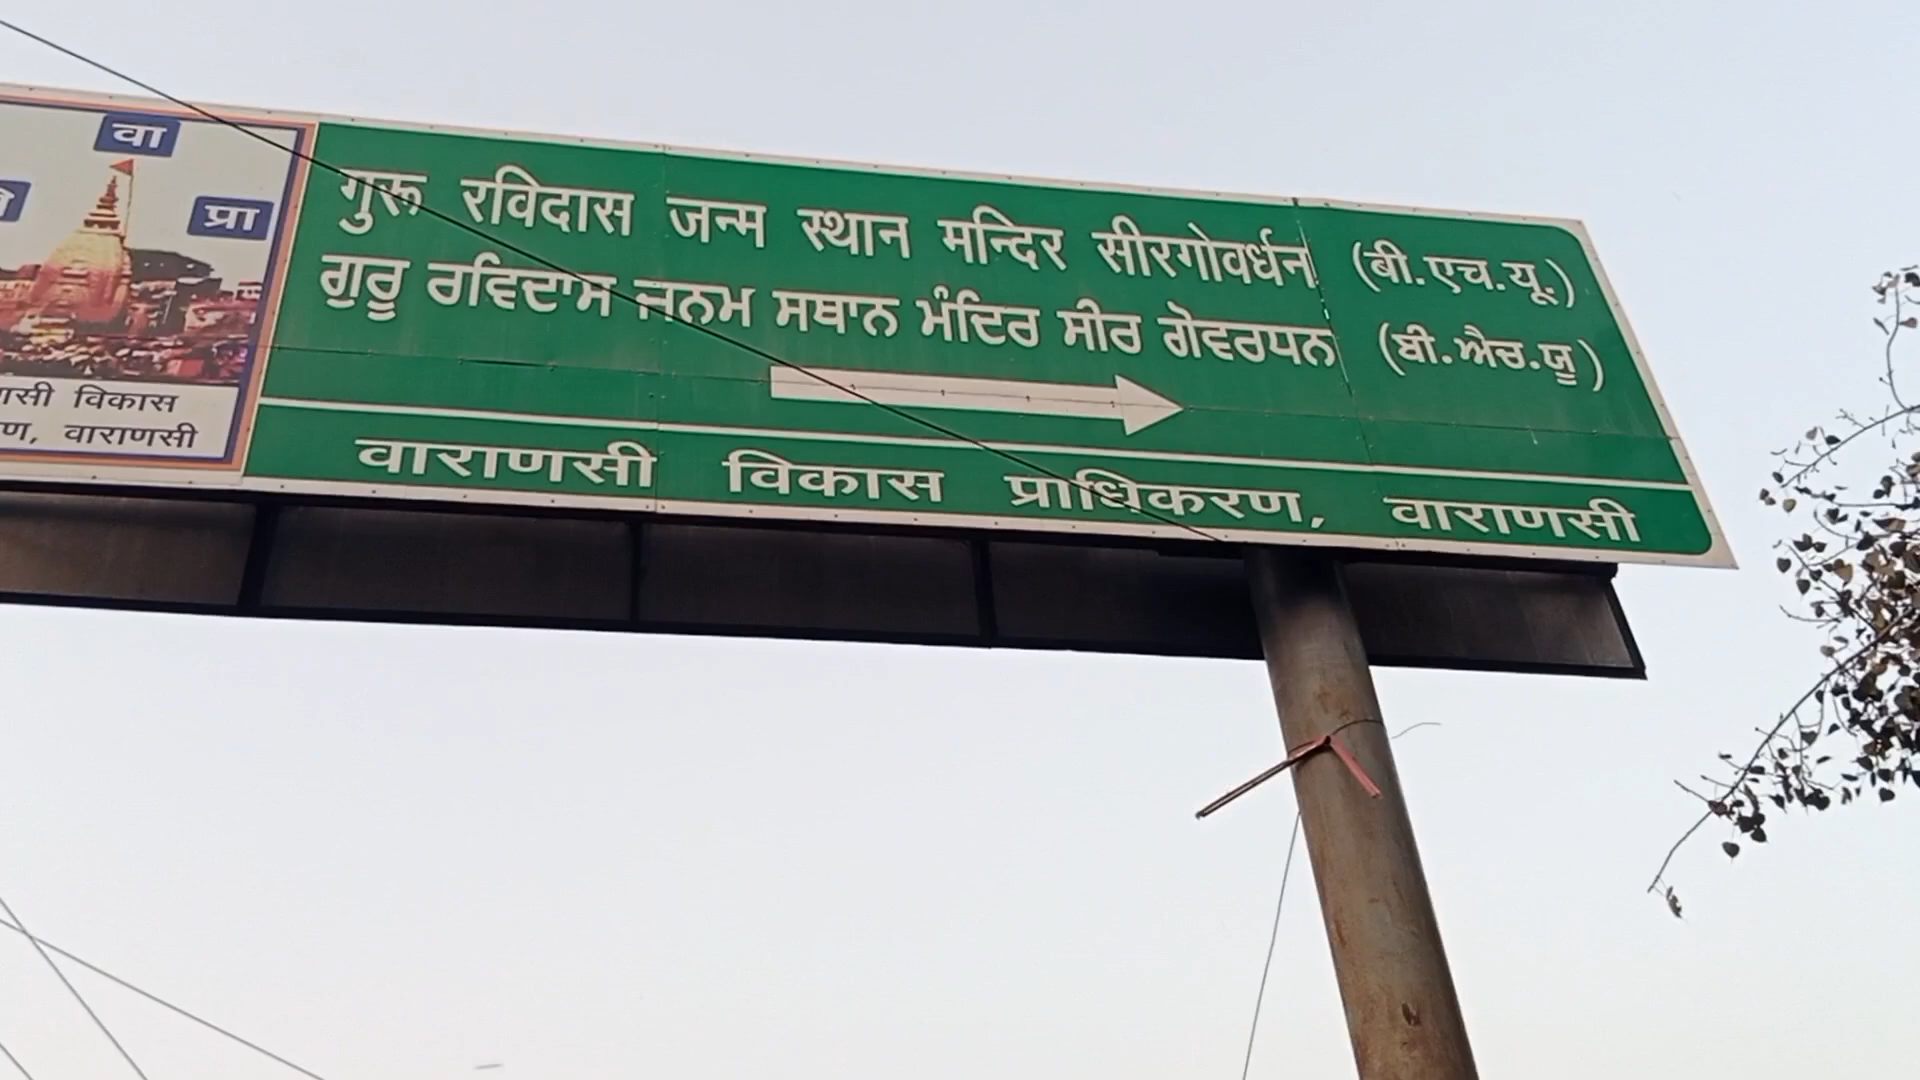 वा
प्रा
विकास
वाराणसी
गुरू रविदास जन्म स्थान मन्दिर सीरगोवर्धन (बी.एच.यू.)
ਗੁਰੂ ਰਵਿਦਾਸ ਜਨਮ ਸਥਾਨ ਮੰਦਿਰ ਸੀਰ ਗੋਵਰਧਨ (ਬੀ.ਐਚ.ਯੂ)
वाराणसी विकास प्राधिकरण, वाराणसी